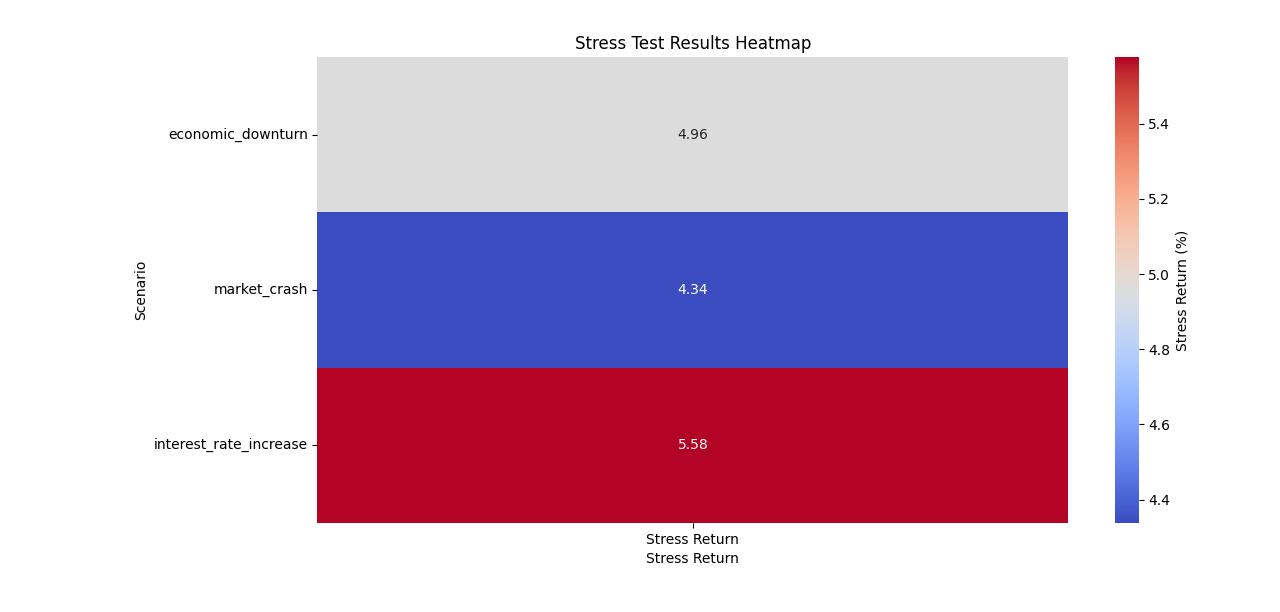 Stress Test Results Heatmap
Scenario
economic_downturn
4.96
market_crash
4.34
interest_rate_increase
5.58
Stress Return
Stress Return
5.4
5.2
5.0
4.8
4.6
4.4
Stress Return (%)